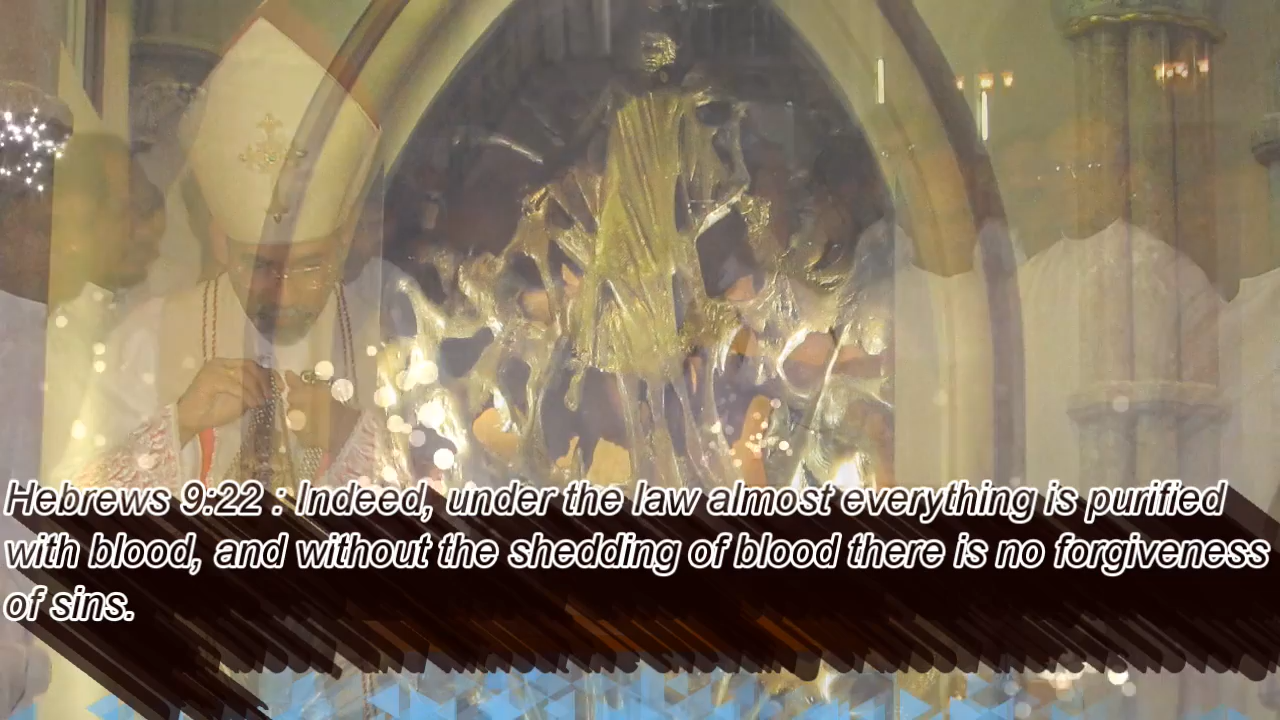 Hebrews 9:22 : Indeed, under the law almost everything is purified
with blood, and without the shedding of blood there is no forgiveness
of sins.